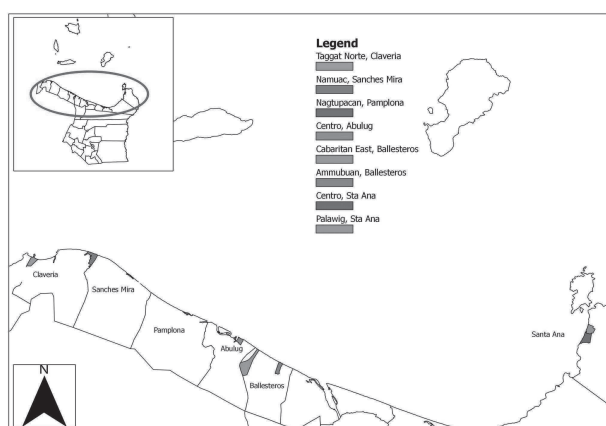 Legend
Taggat Norte, Claveria
Namuac, Sanches Mira
Nagtupacan, Pamplona
Centro, Abulug
Cabaritan East, Ballesteros
Ammubuan, Ballesteros
Centro, Sta Ana
Palawig, Sta Ana
Claveria
Sanches Mira
Pamplona
Abulug
Ballesteros
Santa Ana
N